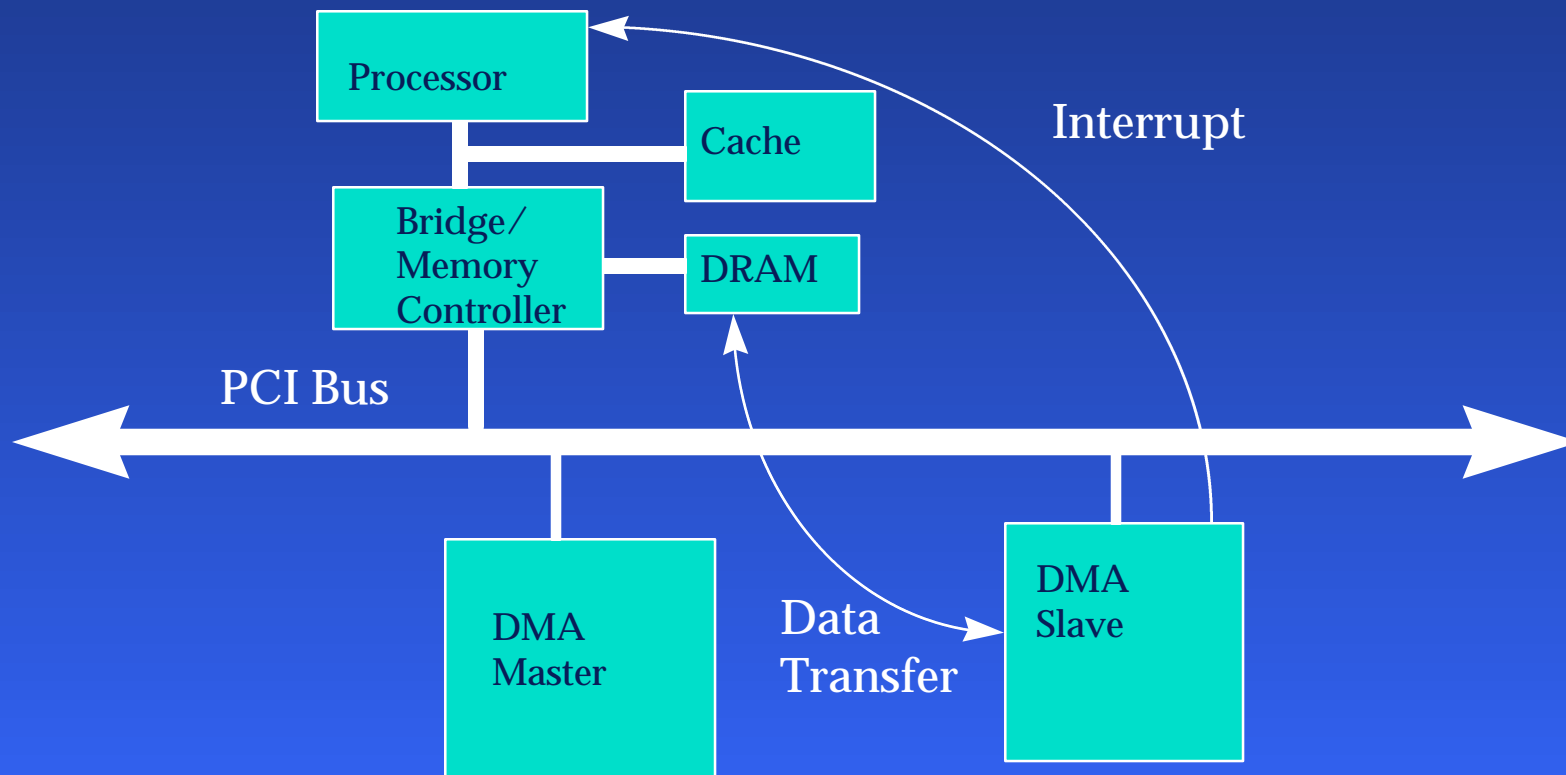 Processor
Cache
Interrupt
Bridge/
Memory
Controller
DRAM
PCI Bus
DMA
Master
Data
Transfer
DMA
Slave